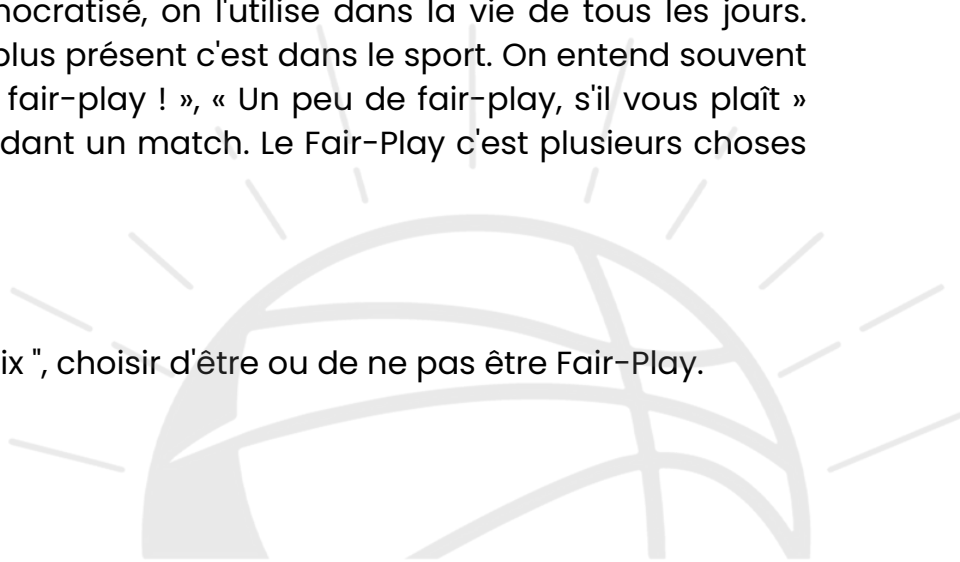 démocratisé, on l'utilise dans la vie de tous les jours.
plus présent c'est dans le sport. On entend souvent
fair-play ! », « Un peu de fair-play, s'il vous plaît »
dant un match. Le Fair-Play c'est plusieurs choses
ix ", choisir d'être ou de ne pas être Fair-Play.